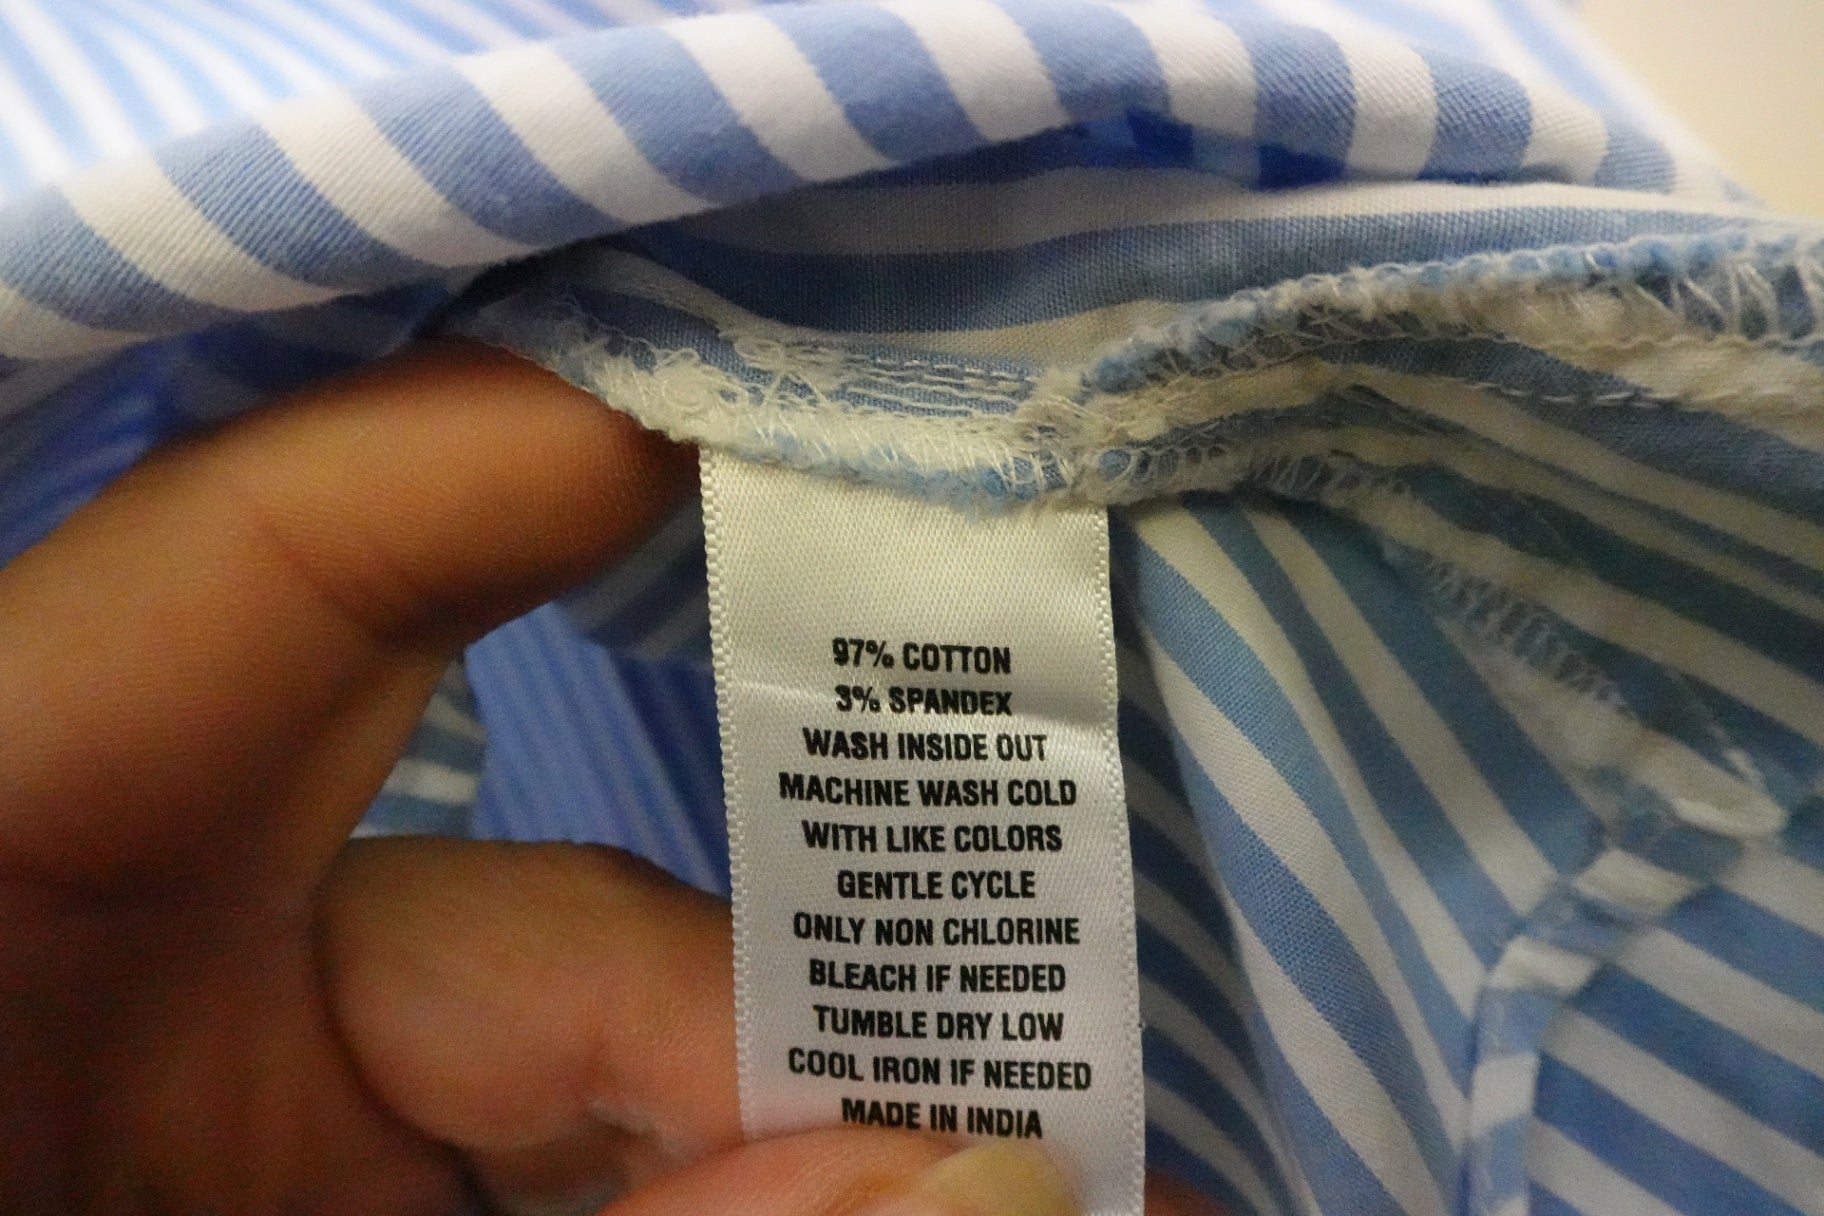 97% COTTON
3% SPANDEX
WASH INSIDE OUT
MACHINE WASH COLD
WITH LIKE COLORS
GENTLE CYCLE
ONLY NON CHLORINE
BLEACH IF NEEDED
TUMBLE DRY LOW
COOL IRON IF NEEDED
MADE IN INDIA